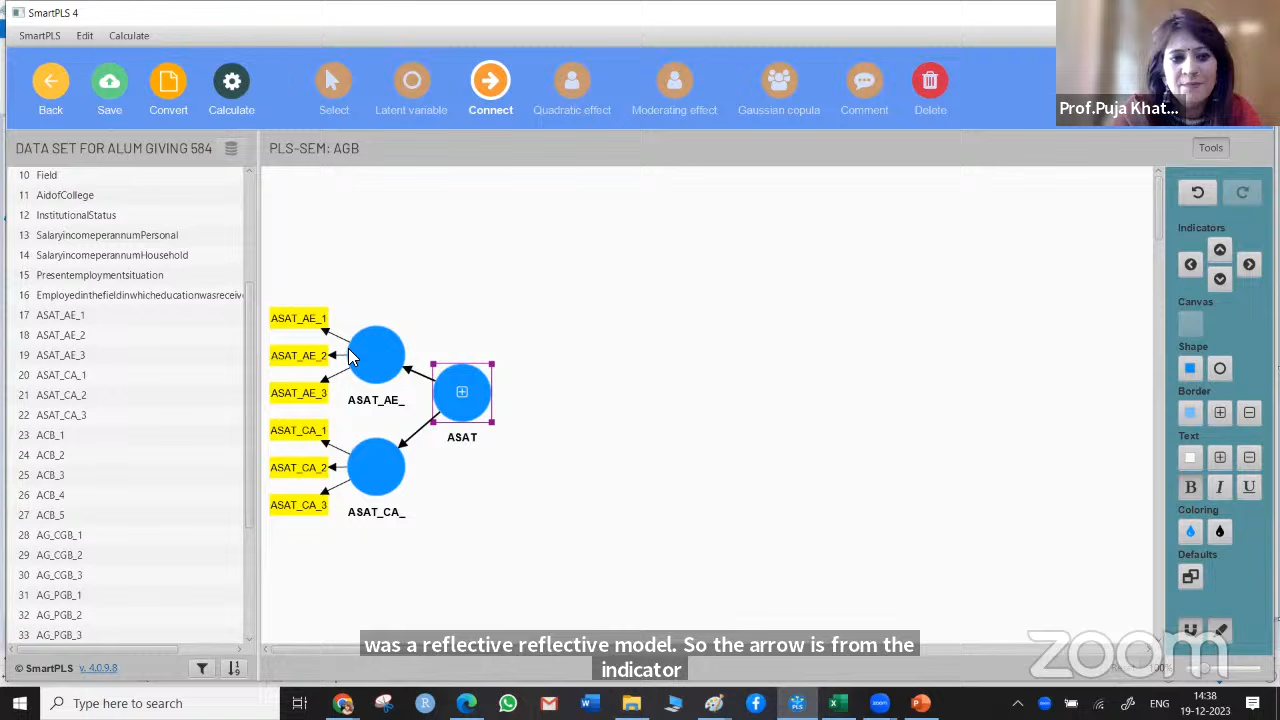 SmartPLS 4
SmartPLS Edit Calculate
Back Save Convert Calculate Select Latent variable Connect Quadratic effect Moderating effect Gaussian copula Comment Delete
Prof.Puja Khat...
DATA SET FOR ALUM GIVING 584
PLS-SEM: AGB
Tools
10 Field
11 AidofCollege
12 InstitutionalStatus
13 SalaryincomeperannumPersonal
14 SalaryincomeperannumHousehold
15 Presentemploymentsituation
16 Employedinthefieldinwhicheducationwasreceive
17 ASAT_AE_1
18 ASAT_AE_2
19 ASAT_AE_3
20 ASAT_CA_1
21 ASAT_CA_2
22 ASAT_CA_3
23 ACB_1
24 ACB_2
25 ACB_3
26 ACB_4
27 ACB_5
28 AG_CGB_1
29 AG_CGB_2
30 AG_CGB_3
31 AG_PGB_1
32 AG_PGB_2
33 AG_PGB_3
ASAT_AE_1
ASAT_AE_2
ASAT_AE_3
ASAT_AE_
ASAT_CA_1
ASAT_CA_2
ASAT_CA_3
ASAT_CA_
ASAT
Indicators
Canvas
Shape
Border
Text
B I U
Coloring
Defaults
was a reflective reflective model. So the arrow is from the
indicator
zoom
© SmartPLS v. 4.0.9.8
100%
Type here to search
ENG
14:38
19-12-2023